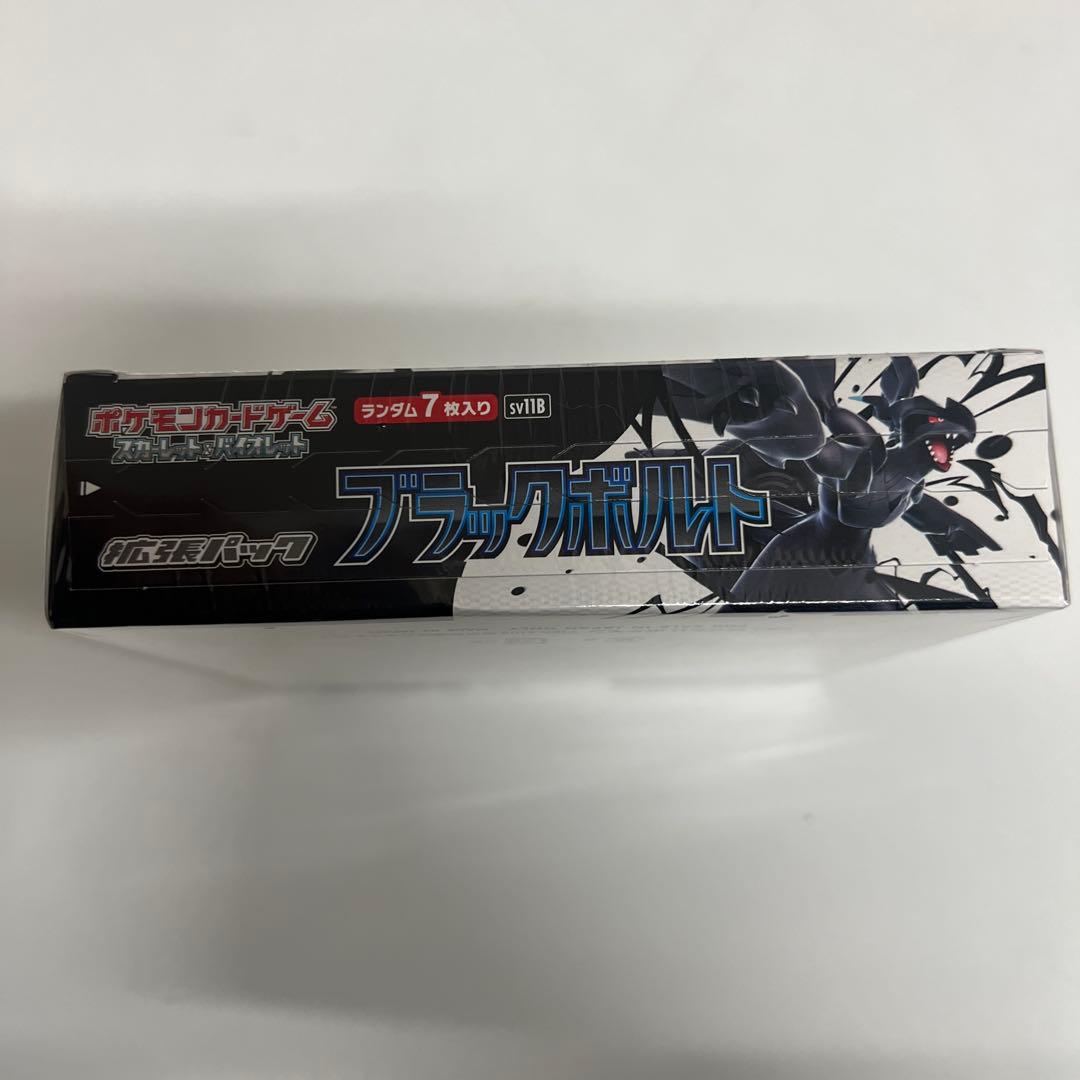 ポケモンカードゲーム
スカーレット&バイオレット
ランダム7枚入り
sv11B
拡張パック
ブラックボルト